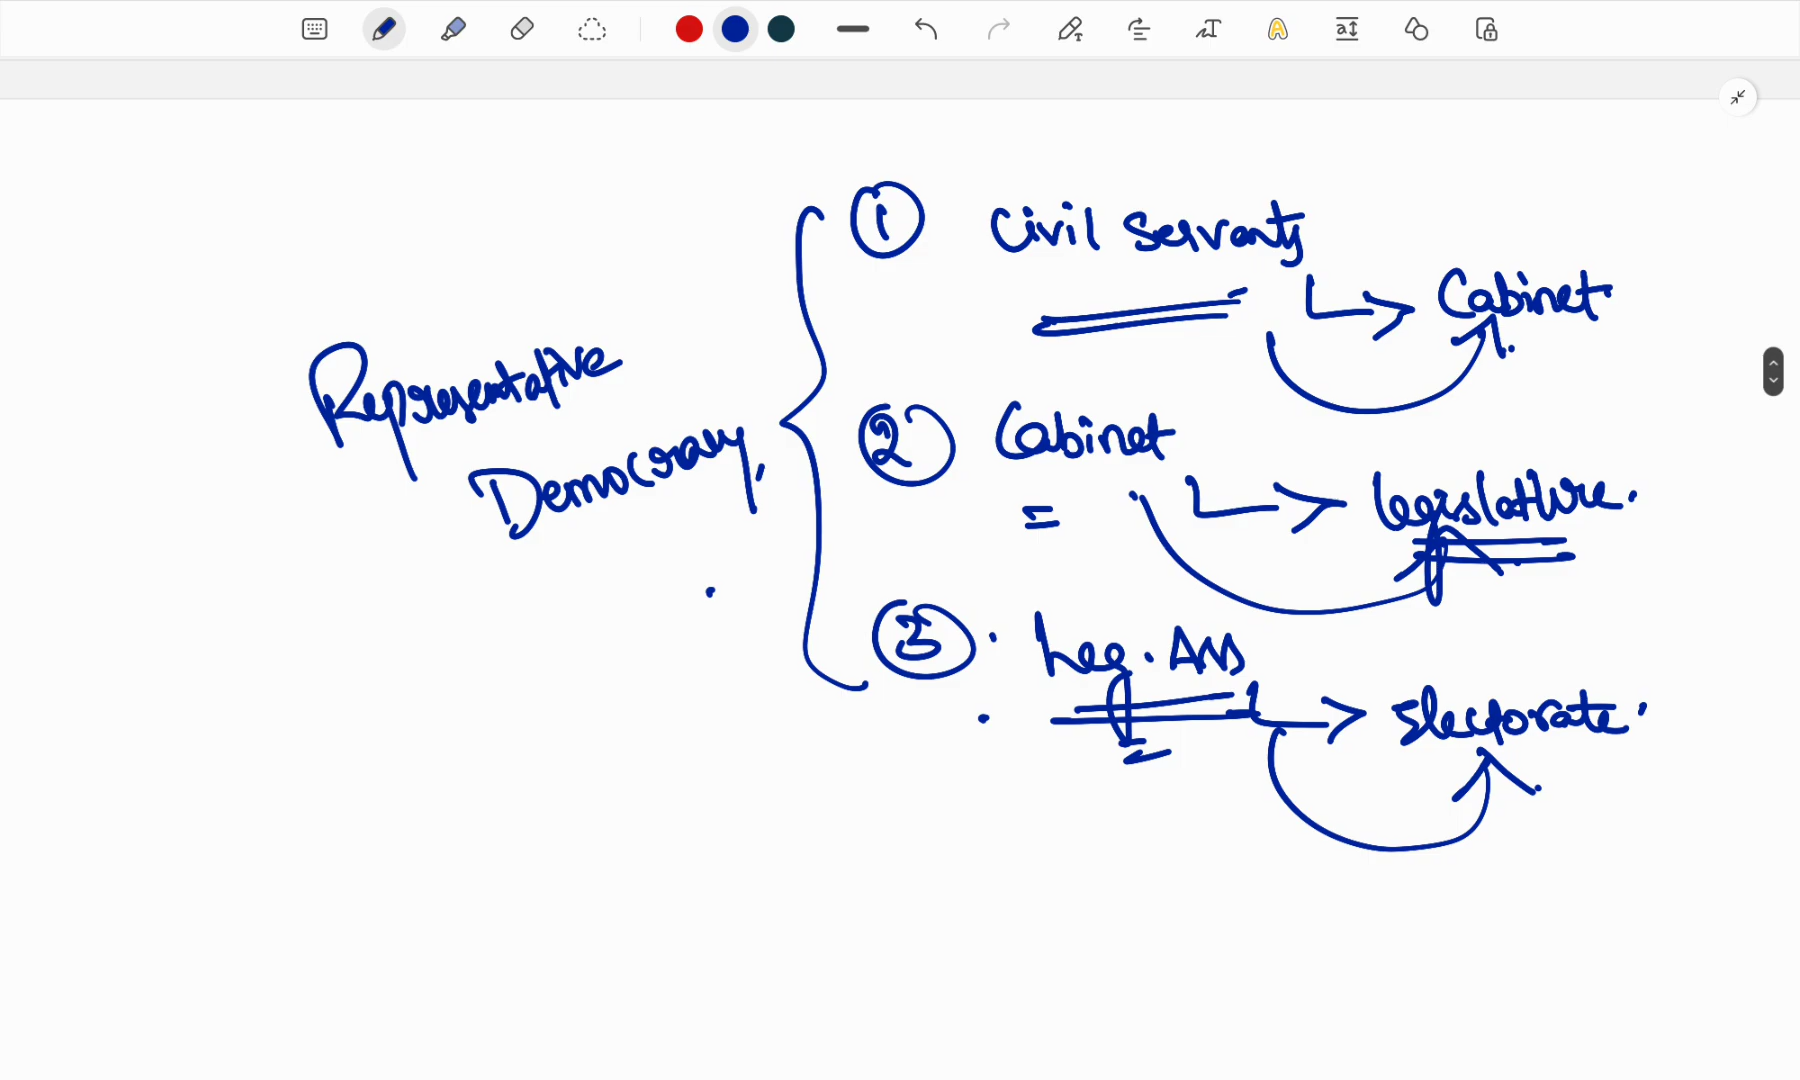 Representative
Democracy,
① Civil Servants
↳ Cabinet
② Cabinet
↳ legislature.
③ Leg. Ass
↳ Electorate.